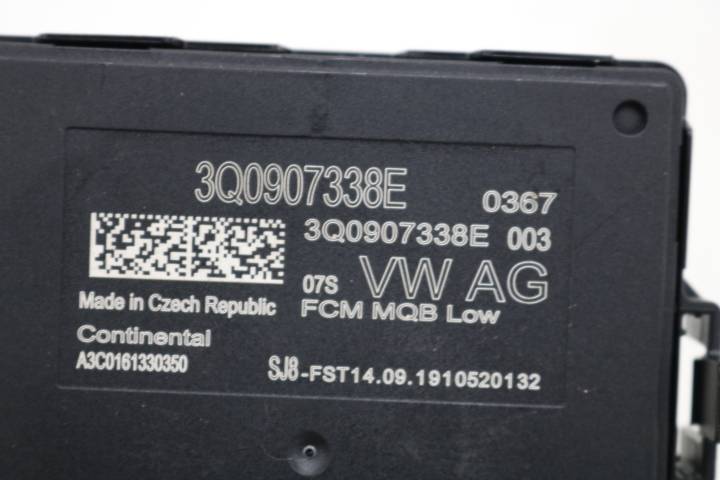 3Q0907338E 0367
3Q0907338E 003
07S VW AG
Made in Czech Republic FCM MQB Low
Continental
A3C0161330350 SJ8-FST14.09.1910520132